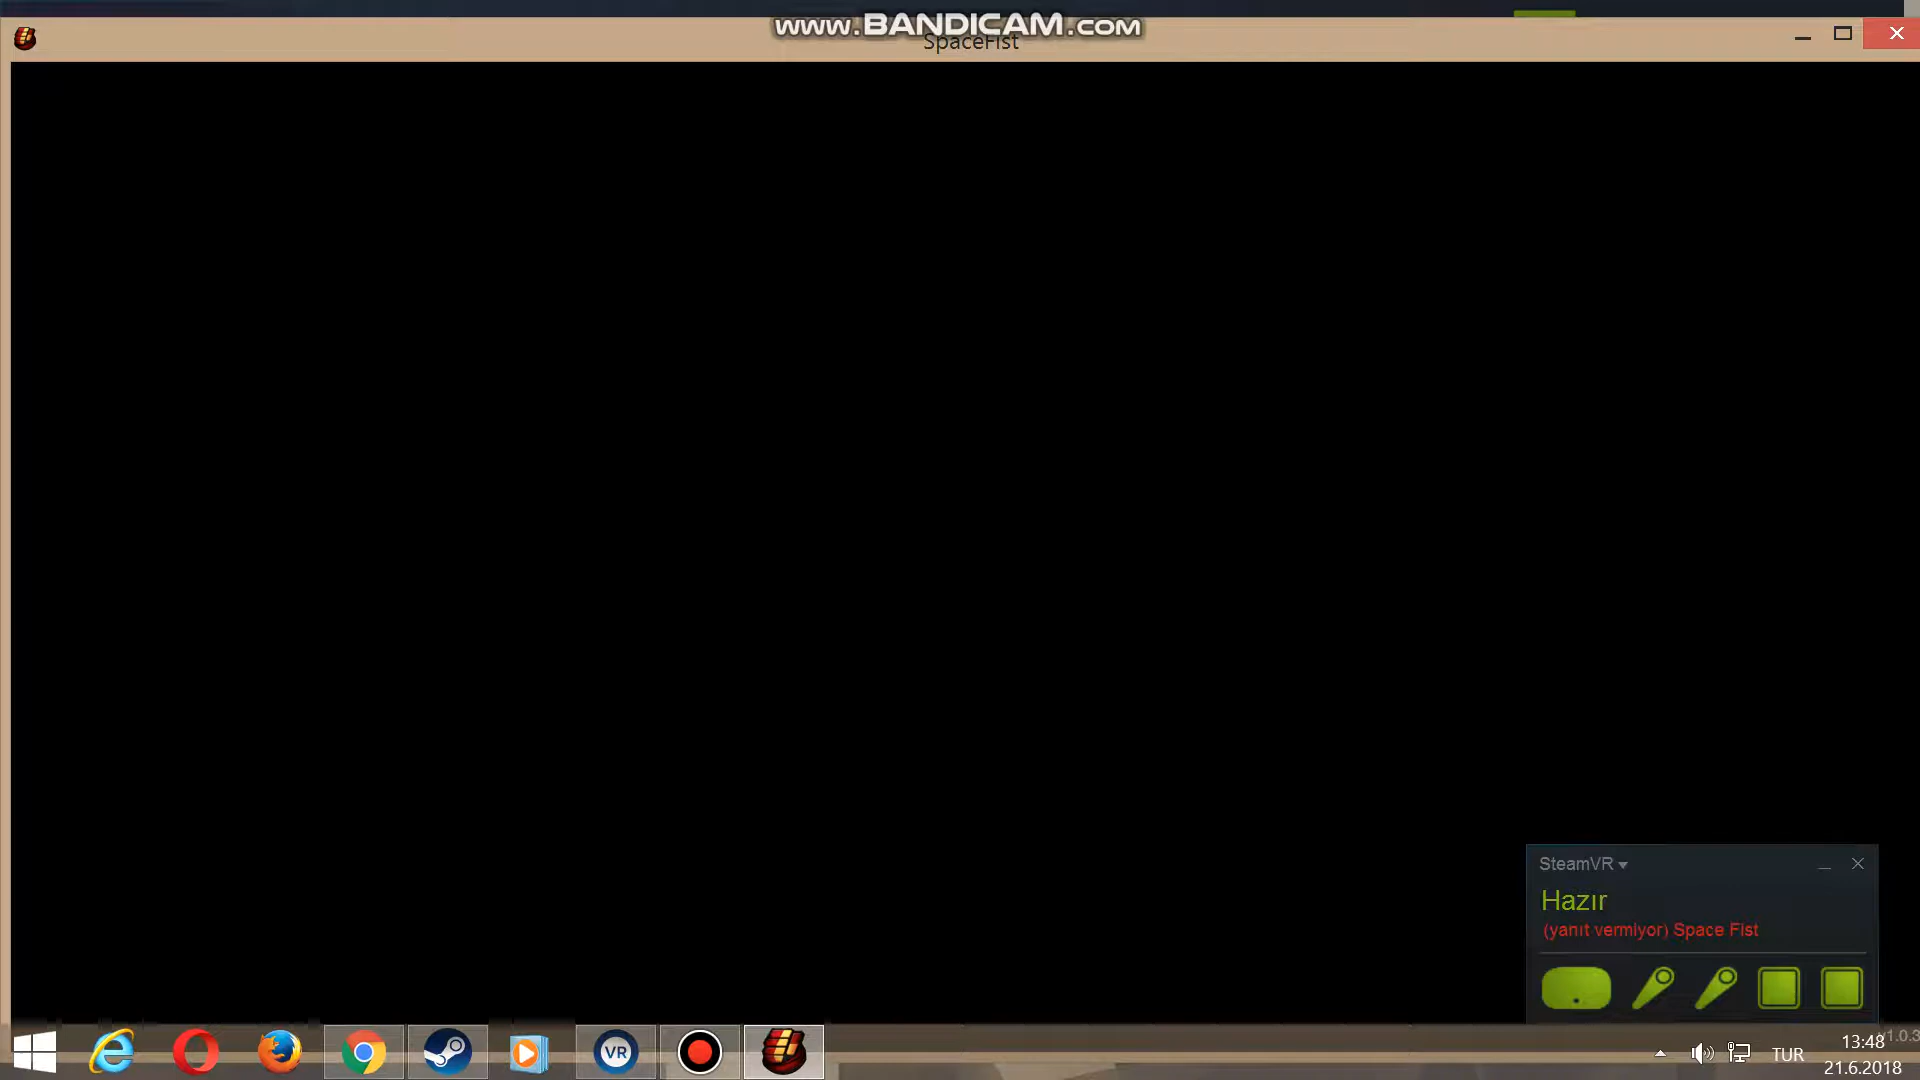 www.BANDICAM.com
SpaceFist
SteamVR
Hazır
(yanıt vermiyor) Space Fist
VR
v1.0.3
13:48
TUR
21.6.2018